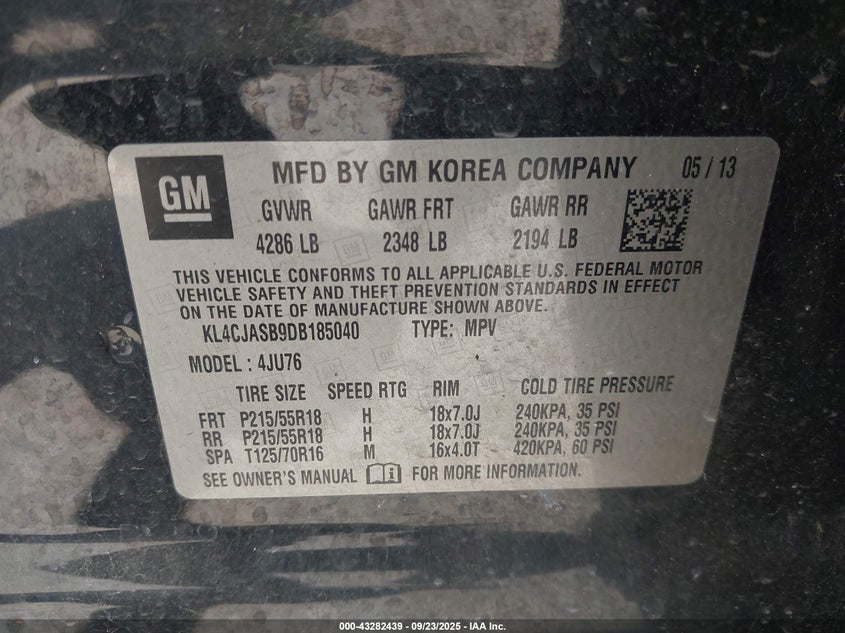 GM
MFD BY GM KOREA COMPANY 05 / 13
GVWR GAWR FRT GAWR RR
4286 LB 2348 LB 2194 LB
THIS VEHICLE CONFORMS TO ALL APPLICABLE U.S. FEDERAL MOTOR
VEHICLE SAFETY AND THEFT PREVENTION STANDARDS IN EFFECT
ON THE DATE OF MANUFACTURE SHOWN ABOVE.
KL4CJASB9DB185040 TYPE: MPV
MODEL : 4JU76
TIRE SIZE SPEED RTG RIM COLD TIRE PRESSURE
FRT P215/55R18 H 18x7.0J 240KPA, 35 PSI
RR P215/55R18 H 18x7.0J 240KPA, 35 PSI
SPA T125/70R16 M 16x4.0T 420KPA, 60 PSI
SEE OWNER'S MANUAL FOR MORE INFORMATION.
000-43282439 - 09/23/2025 - IAA Inc.